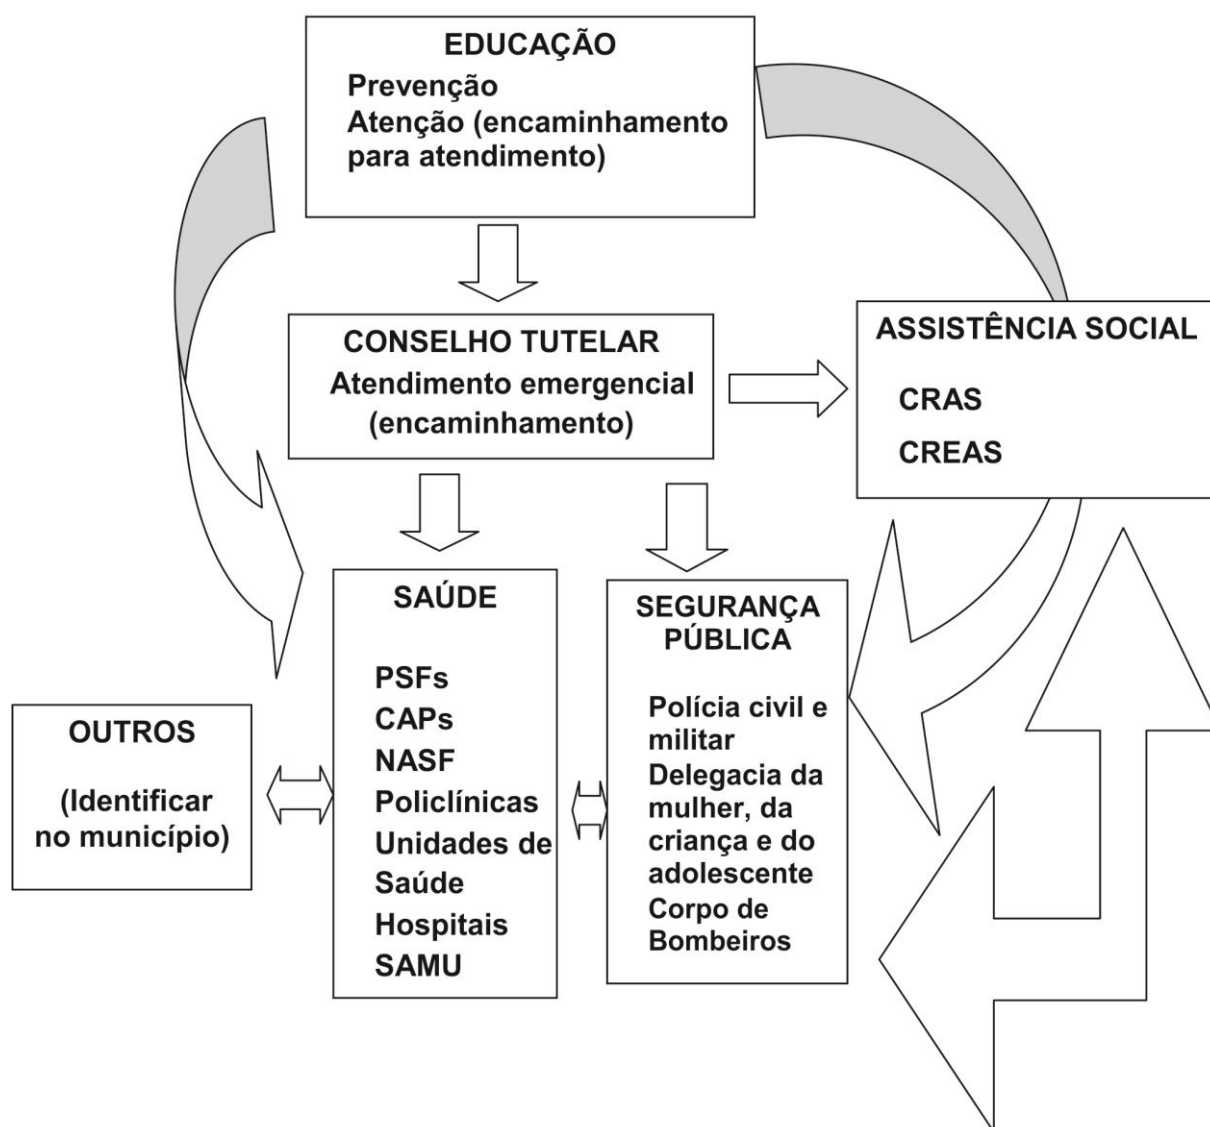 EDUCAÇÃO
Prevenção
Atenção (encaminhamento
para atendimento)
CONSELHO TUTELAR
Atendimento emergencial
(encaminhamento)
ASSISTÊNCIA SOCIAL
CRAS
CREAS
OUTROS
(Identificar
no município)
SAÚDE
PSFs
CAPs
NASF
Policlínicas
Unidades de
Saúde
Hospitais
SAMU
SEGURANÇA
PÚBLICA
Polícia civil e
militar
Delegacia da
mulher, da
criança e do
adolescente
Corpo de
Bombeiros